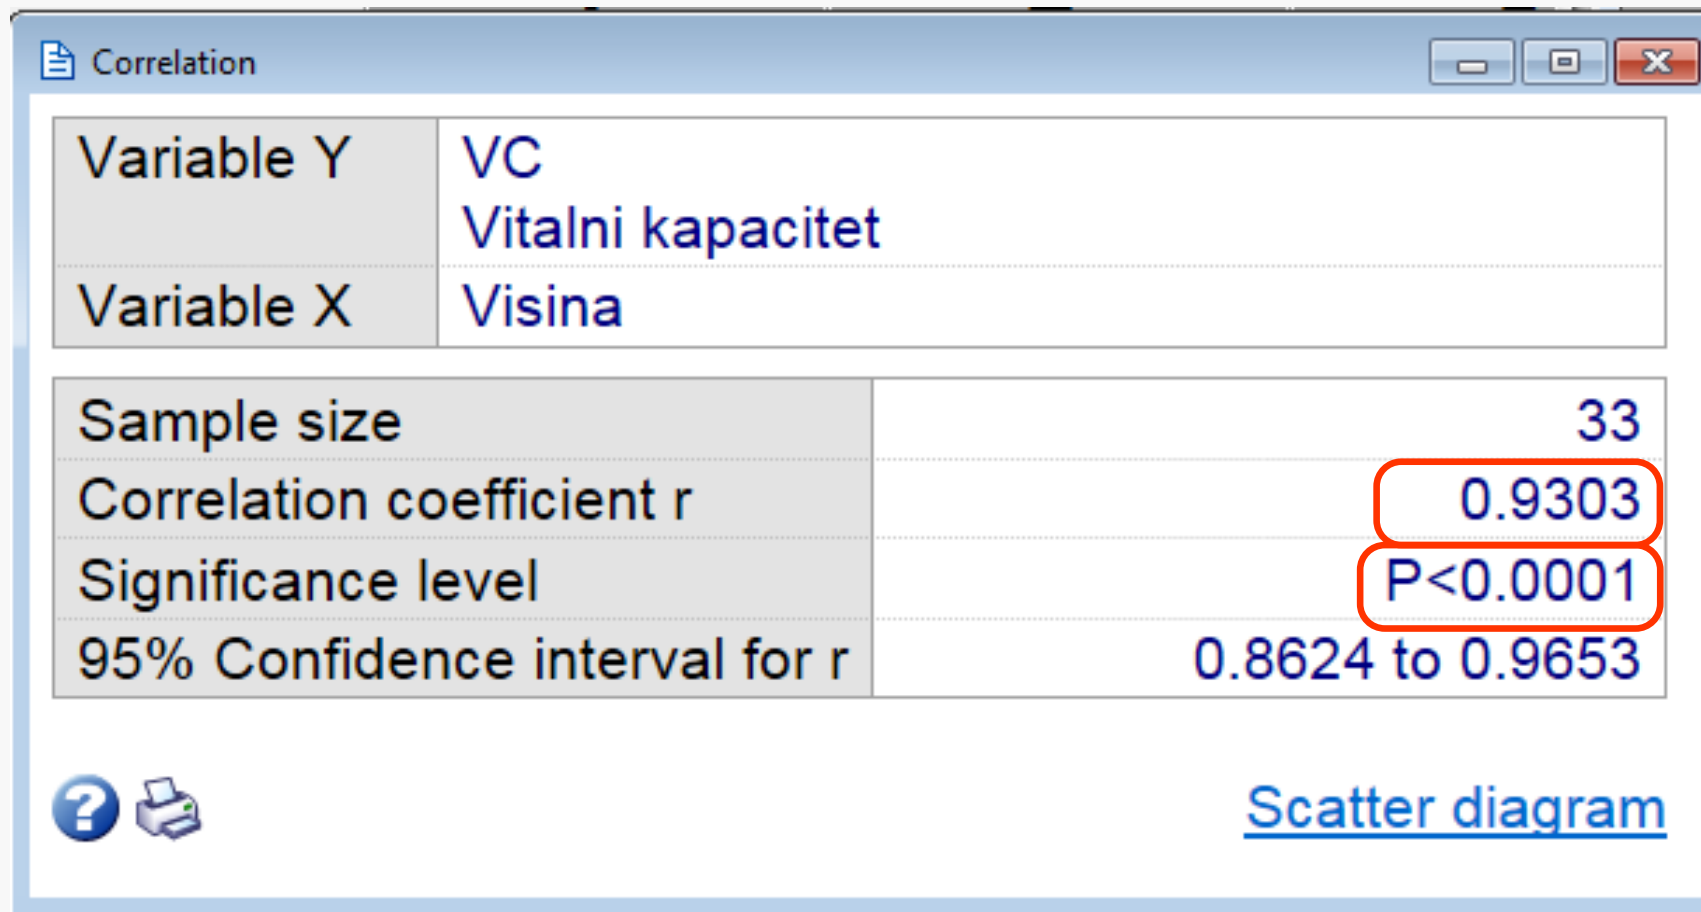 Correlation
Variable Y VC
Vitalni kapacitet
Variable X Visina
Sample size 33
Correlation coefficient r 0.9303
Significance level P<0.0001
95% Confidence interval for r 0.8624 to 0.9653
Scatter diagram